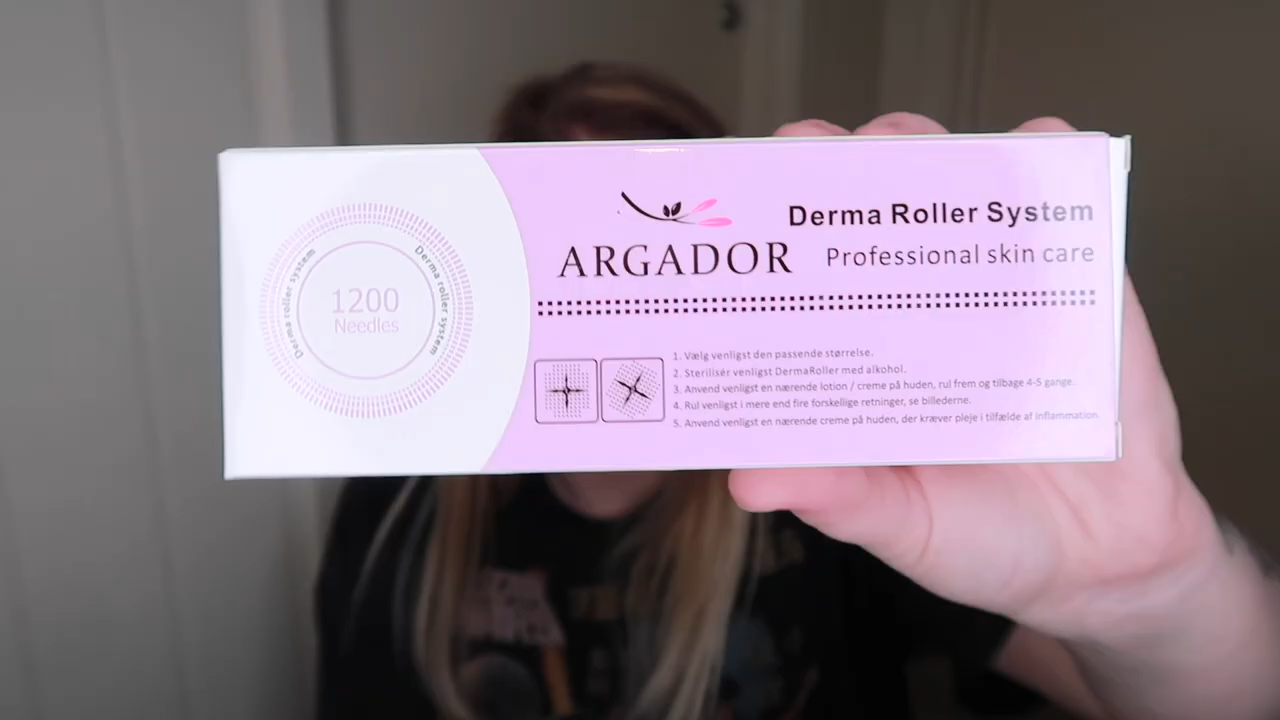 Derma roller system
Derma roller system
1200
Needles
ARGADOR
Derma Roller System
Professional skin care
1. Vælg venligst den passende størrelse.
2. Sterilisér venligst DermaRoller med alkohol.
3. Anvend venligst en nærende lotion / creme på huden, rul frem og tilbage 4-5 gange.
4. Rul venligst i mere end fire forskellige retninger, se billederne.
5. Anvend venligst en nærende creme på huden, der kræver pleje i tilfælde af inflammation.